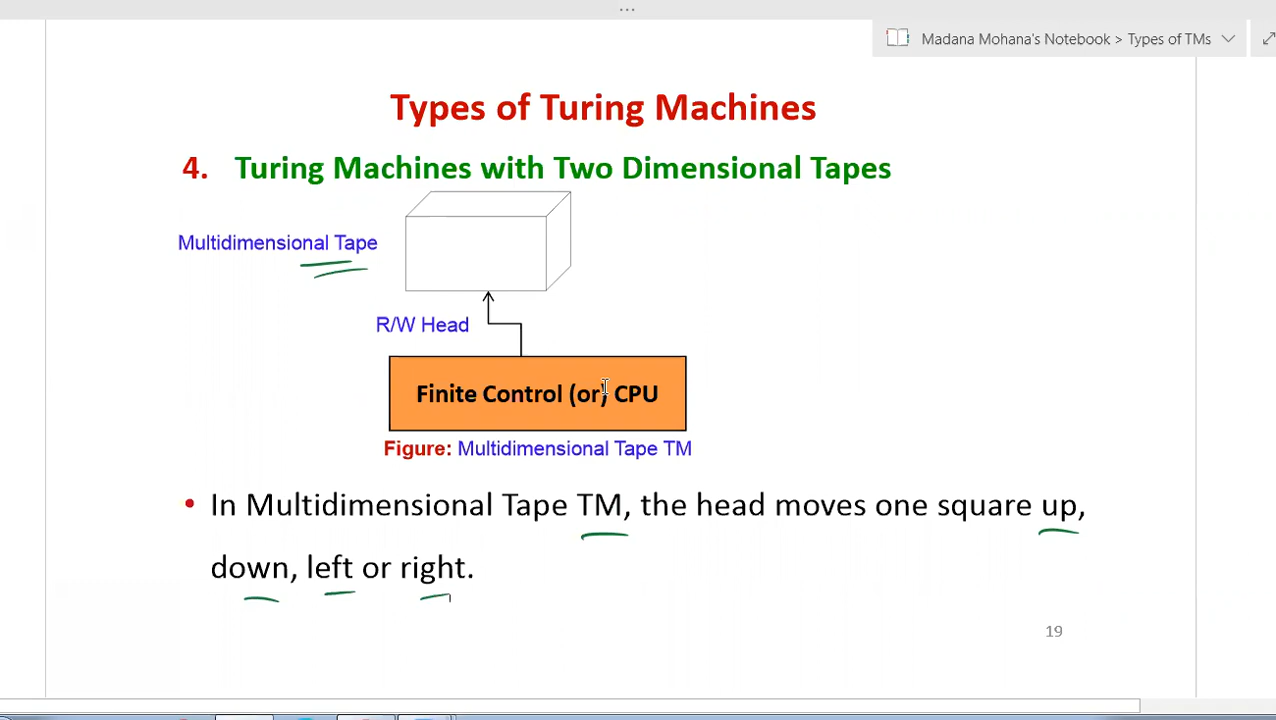 ...
Madana Mohana's Notebook > Types of TMs
Types of Turing Machines
4. Turing Machines with Two Dimensional Tapes
Multidimensional Tape
R/W Head
Finite Control (or) CPU
Figure: Multidimensional Tape TM
• In Multidimensional Tape TM, the head moves one square up,
down, left or right.
19